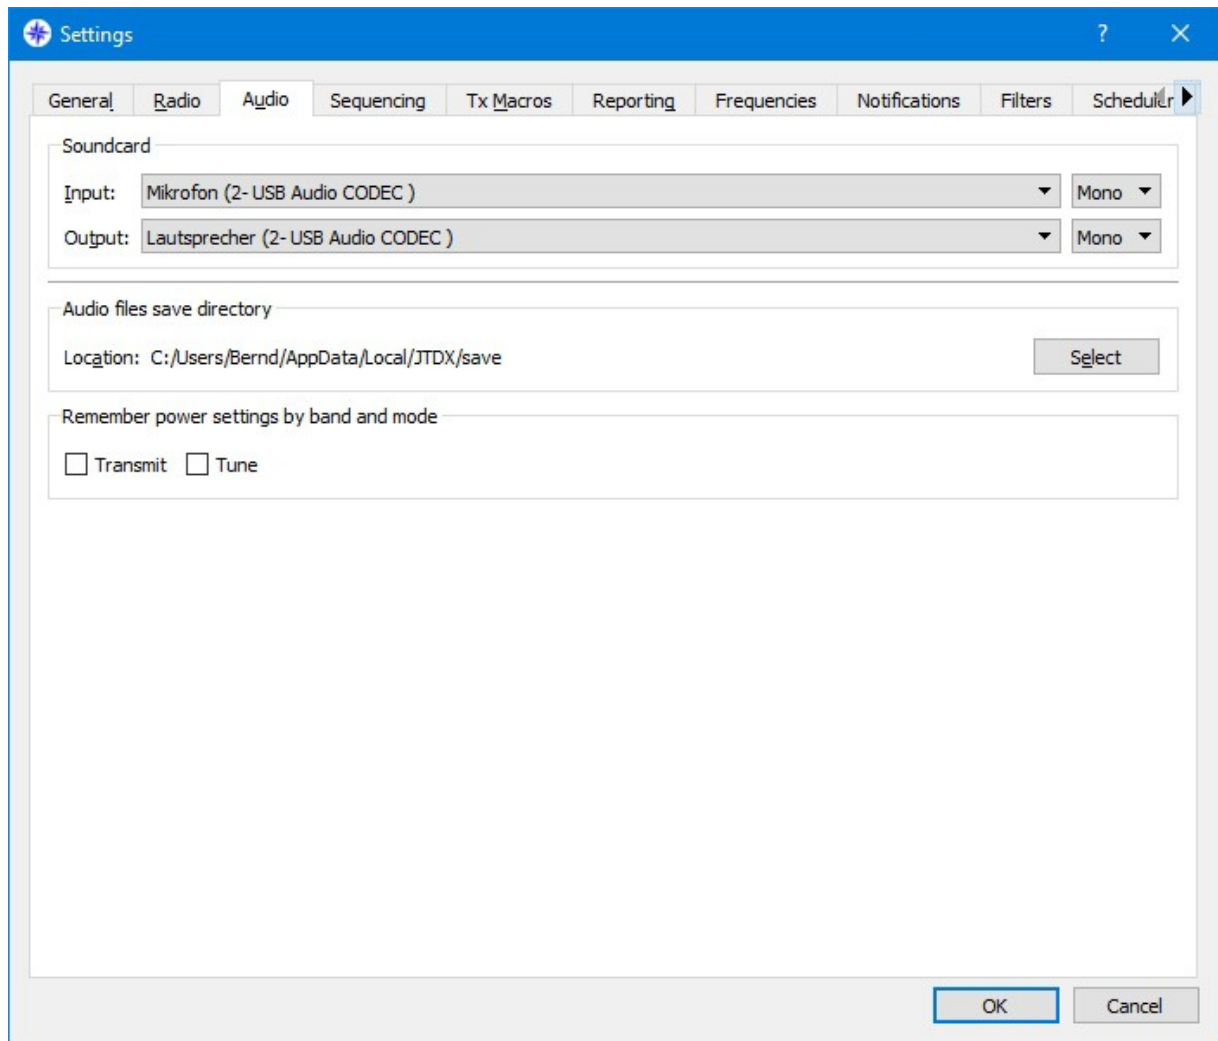 Settings ?
General Radio Audio Sequencing Tx Macros Reporting Frequencies Notifications Filters Scheduler
Soundcard
Input: Mikrofon (2- USB Audio CODEC ) Mono
Output: Lautsprecher (2- USB Audio CODEC ) Mono
Audio files save directory
Location: C:/Users/Bernd/AppData/Local/JTDX/save Select
Remember power settings by band and mode
Transmit Tune
OK Cancel